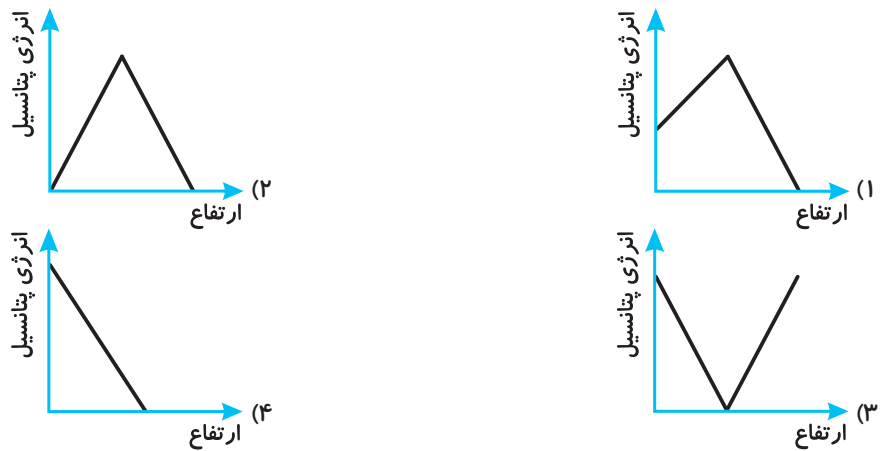 انرژی پتانسیل
ارتفاع
۱)
انرژی پتانسیل
ارتفاع
۲)
انرژی پتانسیل
ارتفاع
۳)
انرژی پتانسیل
ارتفاع
۴)